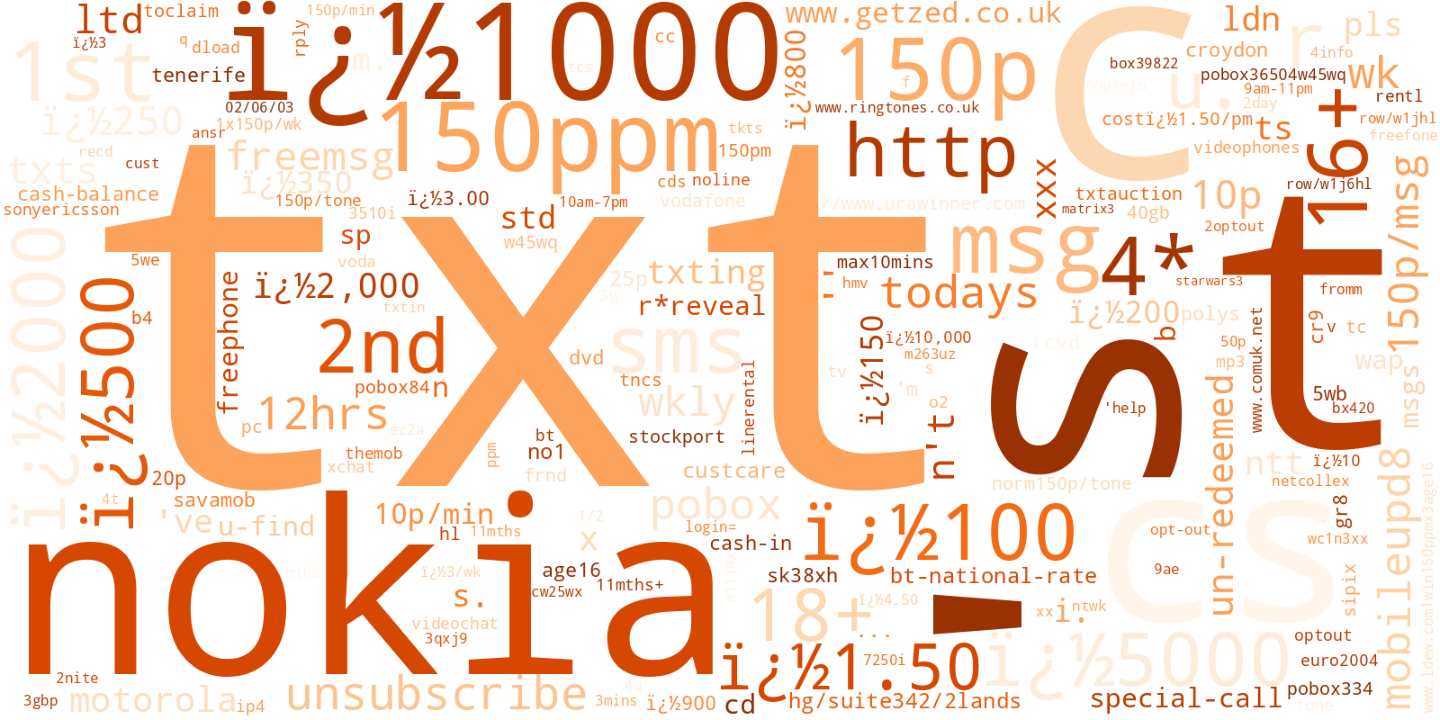 ltd
toclaim
ï¿½3
q
dload
1st
tenerife
ï¿½1000
rply
150p/min
m.
cc
tcs
www.getzed.co.uk
ï¿½800
150p
f
c
ldn
r
pls
croydon
4info
box39822
pobox36504w45wq
wk
9am-11pm
2day
u.
rentl
16+
row/w1jhl
freefone
02/06/03
1x150p/wk
ï¿½250
ansr
recd
txts
cust
freemsg
150ppm
tkts
150pm
www.ringtones.co.uk
http
costï¿½1.50/pm
ts
videophones
cash-balance
sonyericsson
ï¿½350
150p/tone
3510i
ï¿½3.00
cds
noline
vodafone
10am-7pm
std
w45wq
//www.urawinner.com
xxx
matrix3
txtauction
40gb
10p
2optout
row/w1j6hl
150p/msg
txt
sp
voda
5we
ï¿½2000
ï¿½500
b4
freephone
ï¿½2,000
txtin
2nd
pobox84
n
25p
3g
txting
r*reveal
sms
dvd
tncs
wkly
max10mins
hmv
'
todays
msg
4*
starwars3
fromm
t
ï¿½200
polys
b
rcvd
ï¿½10,000
m263uz
s
'm
o2
tv
ï¿½150
linerental
50p
mp3
www.comuk.net
cr9
v
tc
wap
5wb
bx420
msgs
s
'help
un-redeemed
12hrs
pc
ec2a
themob
xchat
ppm
bt
no1
frnd
stockport
custcare
n't
norm150p/tone
ntt
ï¿½10
netcollex
mobileupd8
20p
4t
savamob
've
u-find
10p/min
hl
11mths
1/2
x
pobox
login=
cash-in
ï¿½100
opt-out
cs
gr8
wc1n3xx
nokia
ï¿½3/wk
s.
videochat
3qxj9
age16
cw25wx
11mths+
sk38xh
bt-national-rate
9ae
sipix
18+
ï¿½4.50
...
xx
i.
ntwk
2nite
3gbp
motorola
ip4
unsubscribe
3mins
ï¿½900
cd
ï¿½1.50
7250i
hg/suite342/2lands
ï¿½5000
optout
euro2004
special-call
pobox334